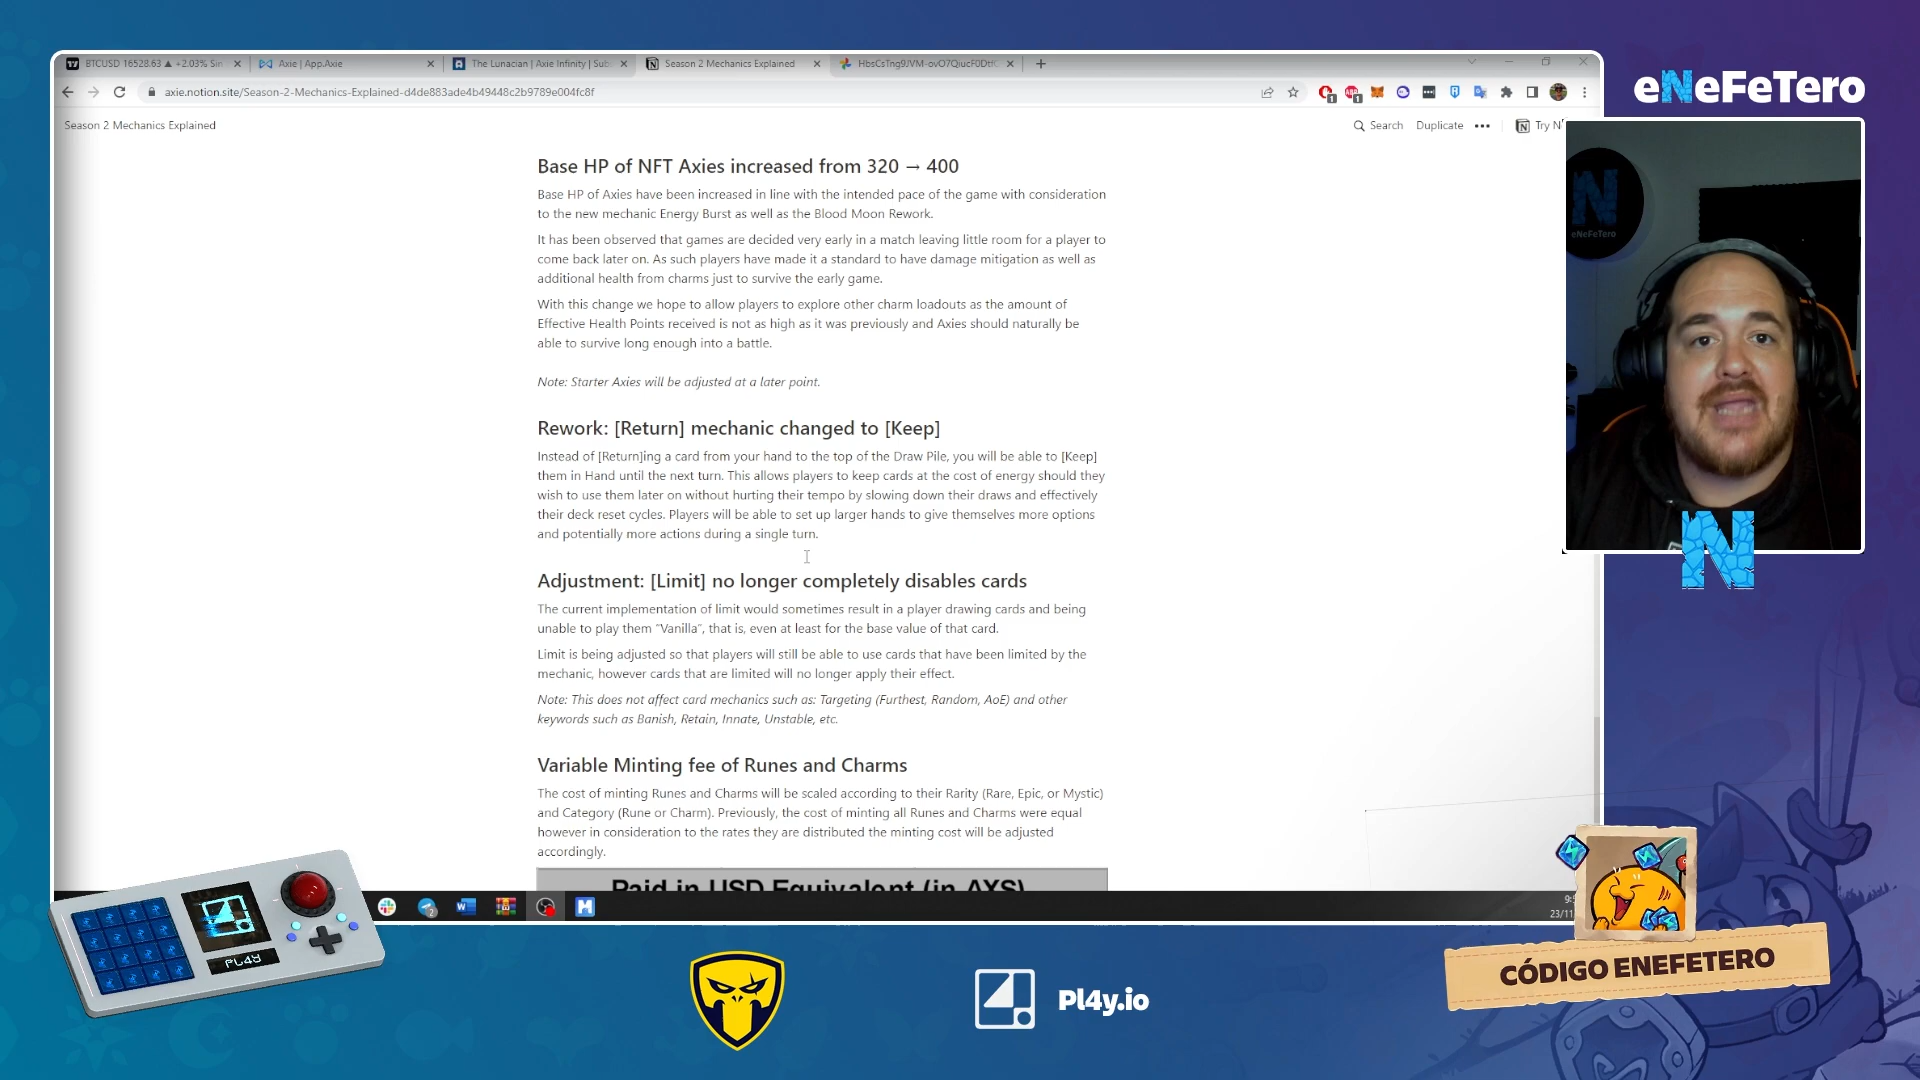 BTCUSD 16528.63 ▲ +2.03% Sin
Axie | App.Axie
The Lunacian | Axie Infinity | Sub
Season 2 Mechanics Explained
axie.notion.site/Season-2-Mechanics-Explained-d4de883ade4b49448c2b9789e004fc8f
Season 2 Mechanics Explained
Search
Duplicate
Try N
eNeFeTero
eNeFeTero
Base HP of NFT Axies increased from 320 → 400
Base HP of Axies have been increased in line with the intended pace of the game with consideration
to the new mechanic Energy Burst as well as the Blood Moon Rework.
It has been observed that games are decided very early in a match leaving little room for a player to
come back later on. As such players have made it a standard to have damage mitigation as well as
additional health from charms just to survive the early game.
With this change we hope to allow players to explore other charm loadouts as the amount of
Effective Health Points received is not as high as it was previously and Axies should naturally be
able to survive long enough into a battle.
Note: Starter Axies will be adjusted at a later point.
Rework: [Return] mechanic changed to [Keep]
Instead of [Return]ing a card from your hand to the top of the Draw Pile, you will be able to [Keep]
them in Hand until the next turn. This allows players to keep cards at the cost of energy should they
wish to use them later on without hurting their tempo by slowing down their draws and effectively
their deck reset cycles. Players will be able to set up larger hands to give themselves more options
and potentially more actions during a single turn.
N
Adjustment: [Limit] no longer completely disables cards
The current implementation of limit would sometimes result in a player drawing cards and being
unable to play them "Vanilla", that is, even at least for the base value of that card.
Limit is being adjusted so that players will still be able to use cards that have been limited by the
mechanic, however cards that are limited will no longer apply their effect.
Note: This does not affect card mechanics such as: Targeting (Furthest, Random, AoE) and other
keywords such as Banish, Retain, Innate, Unstable, etc.
Variable Minting fee of Runes and Charms
The cost of minting Runes and Charms will be scaled according to their Rarity (Rare, Epic, or Mystic)
and Category (Rune or Charm). Previously, the cost of minting all Runes and Charms were equal
however in consideration to the rates they are distributed the minting cost will be adjusted
accordingly.
Paid in USD Equivalent (in AXS)
23/11
PL4Y
CÓDIGO ENEFETERO
Pl4y.io